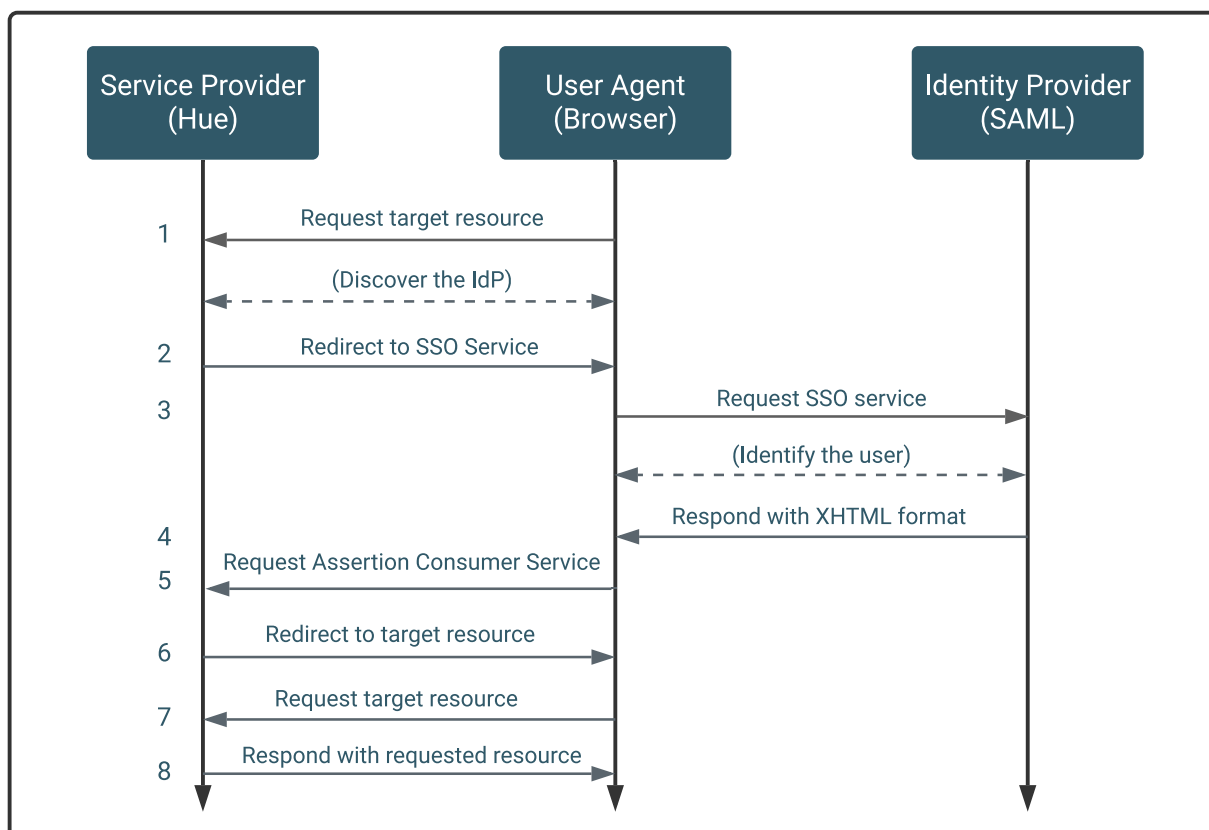 Service Provider
(Hue)
User Agent
(Browser)
Identity Provider
(SAML)
1
Request target resource
(Discover the IdP)
2
Redirect to SSO Service
3
Request SSO service
(Identify the user)
Respond with XHTML format
4
Request Assertion Consumer Service
5
Redirect to target resource
6
Request target resource
7
Respond with requested resource
8